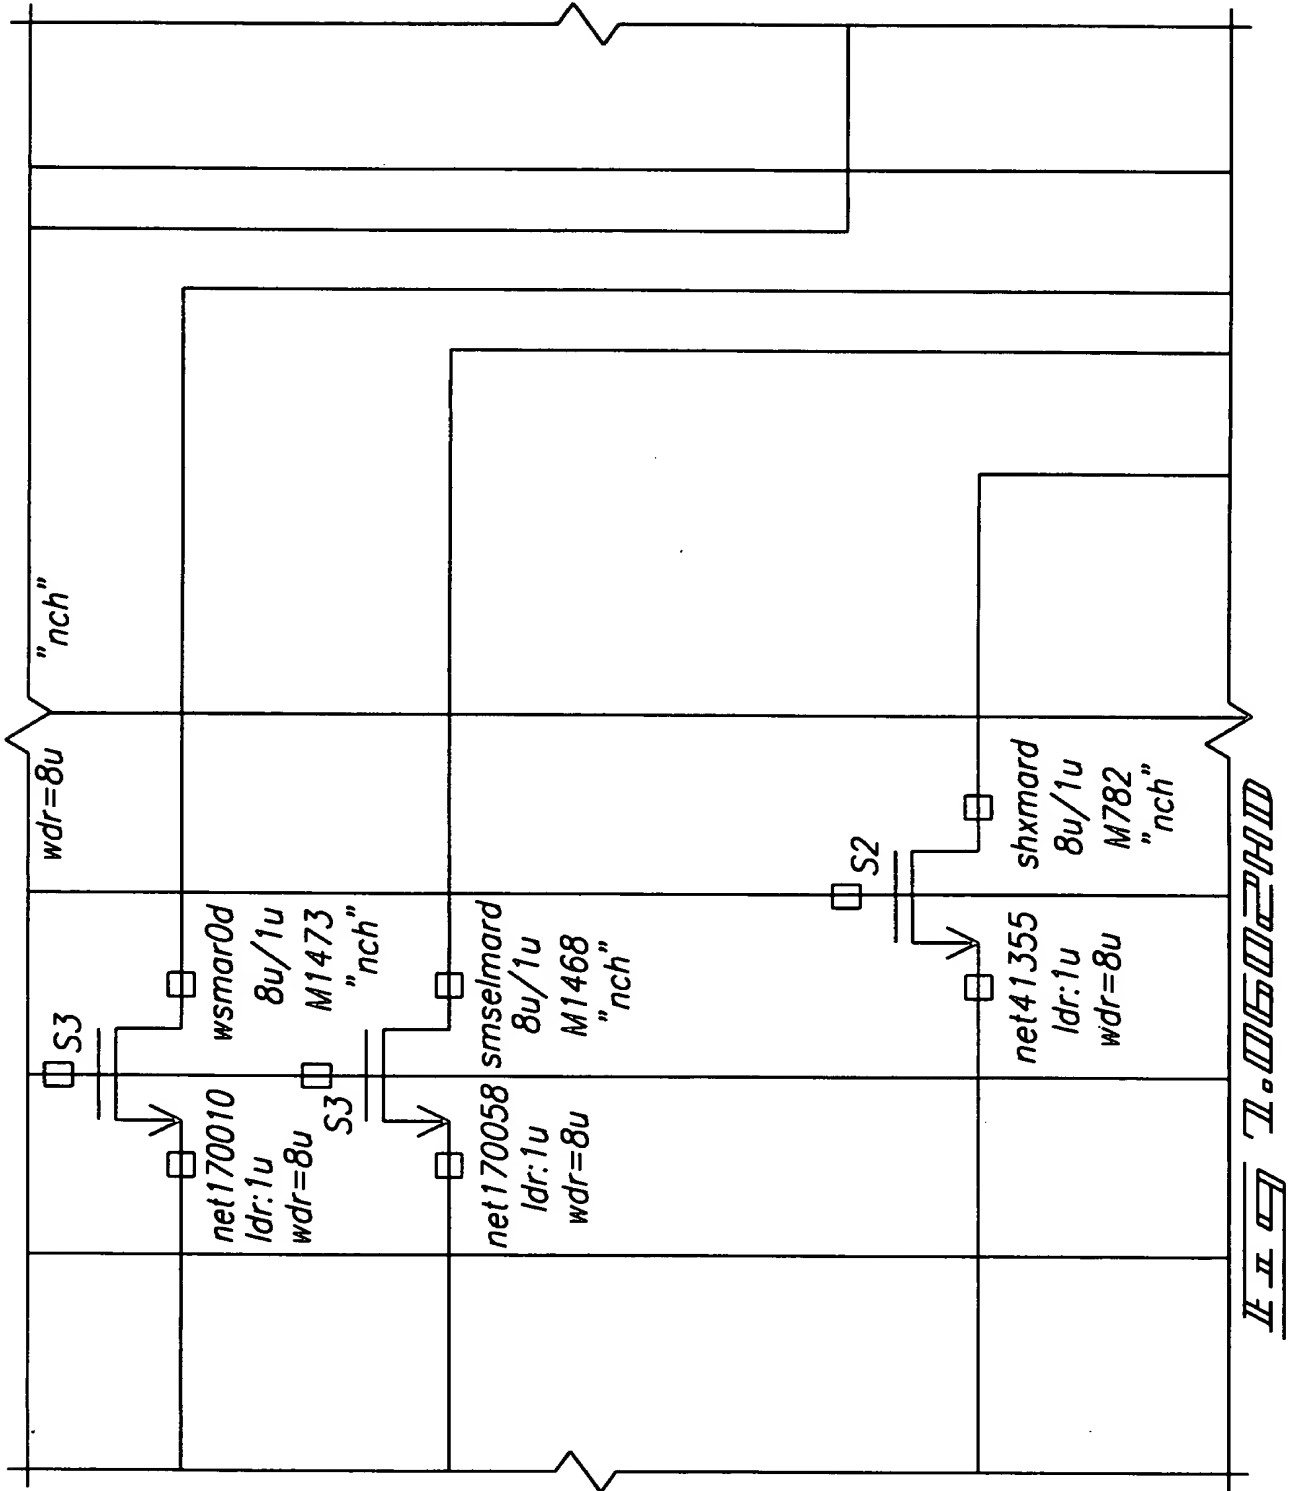 "nch"
wdr=8u
S3
wsmar0d
8u/1u
M1473
"nch"
net170010
ldr:1u
wdr=8u
S3
smselmard
8u/1u
M1468
"nch"
net170058
ldr:1u
wdr=8u
S2
shxmard
8u/1u
M782
"nch"
net41355
ldr:1u
wdr=8u
Fig 7.0602HD